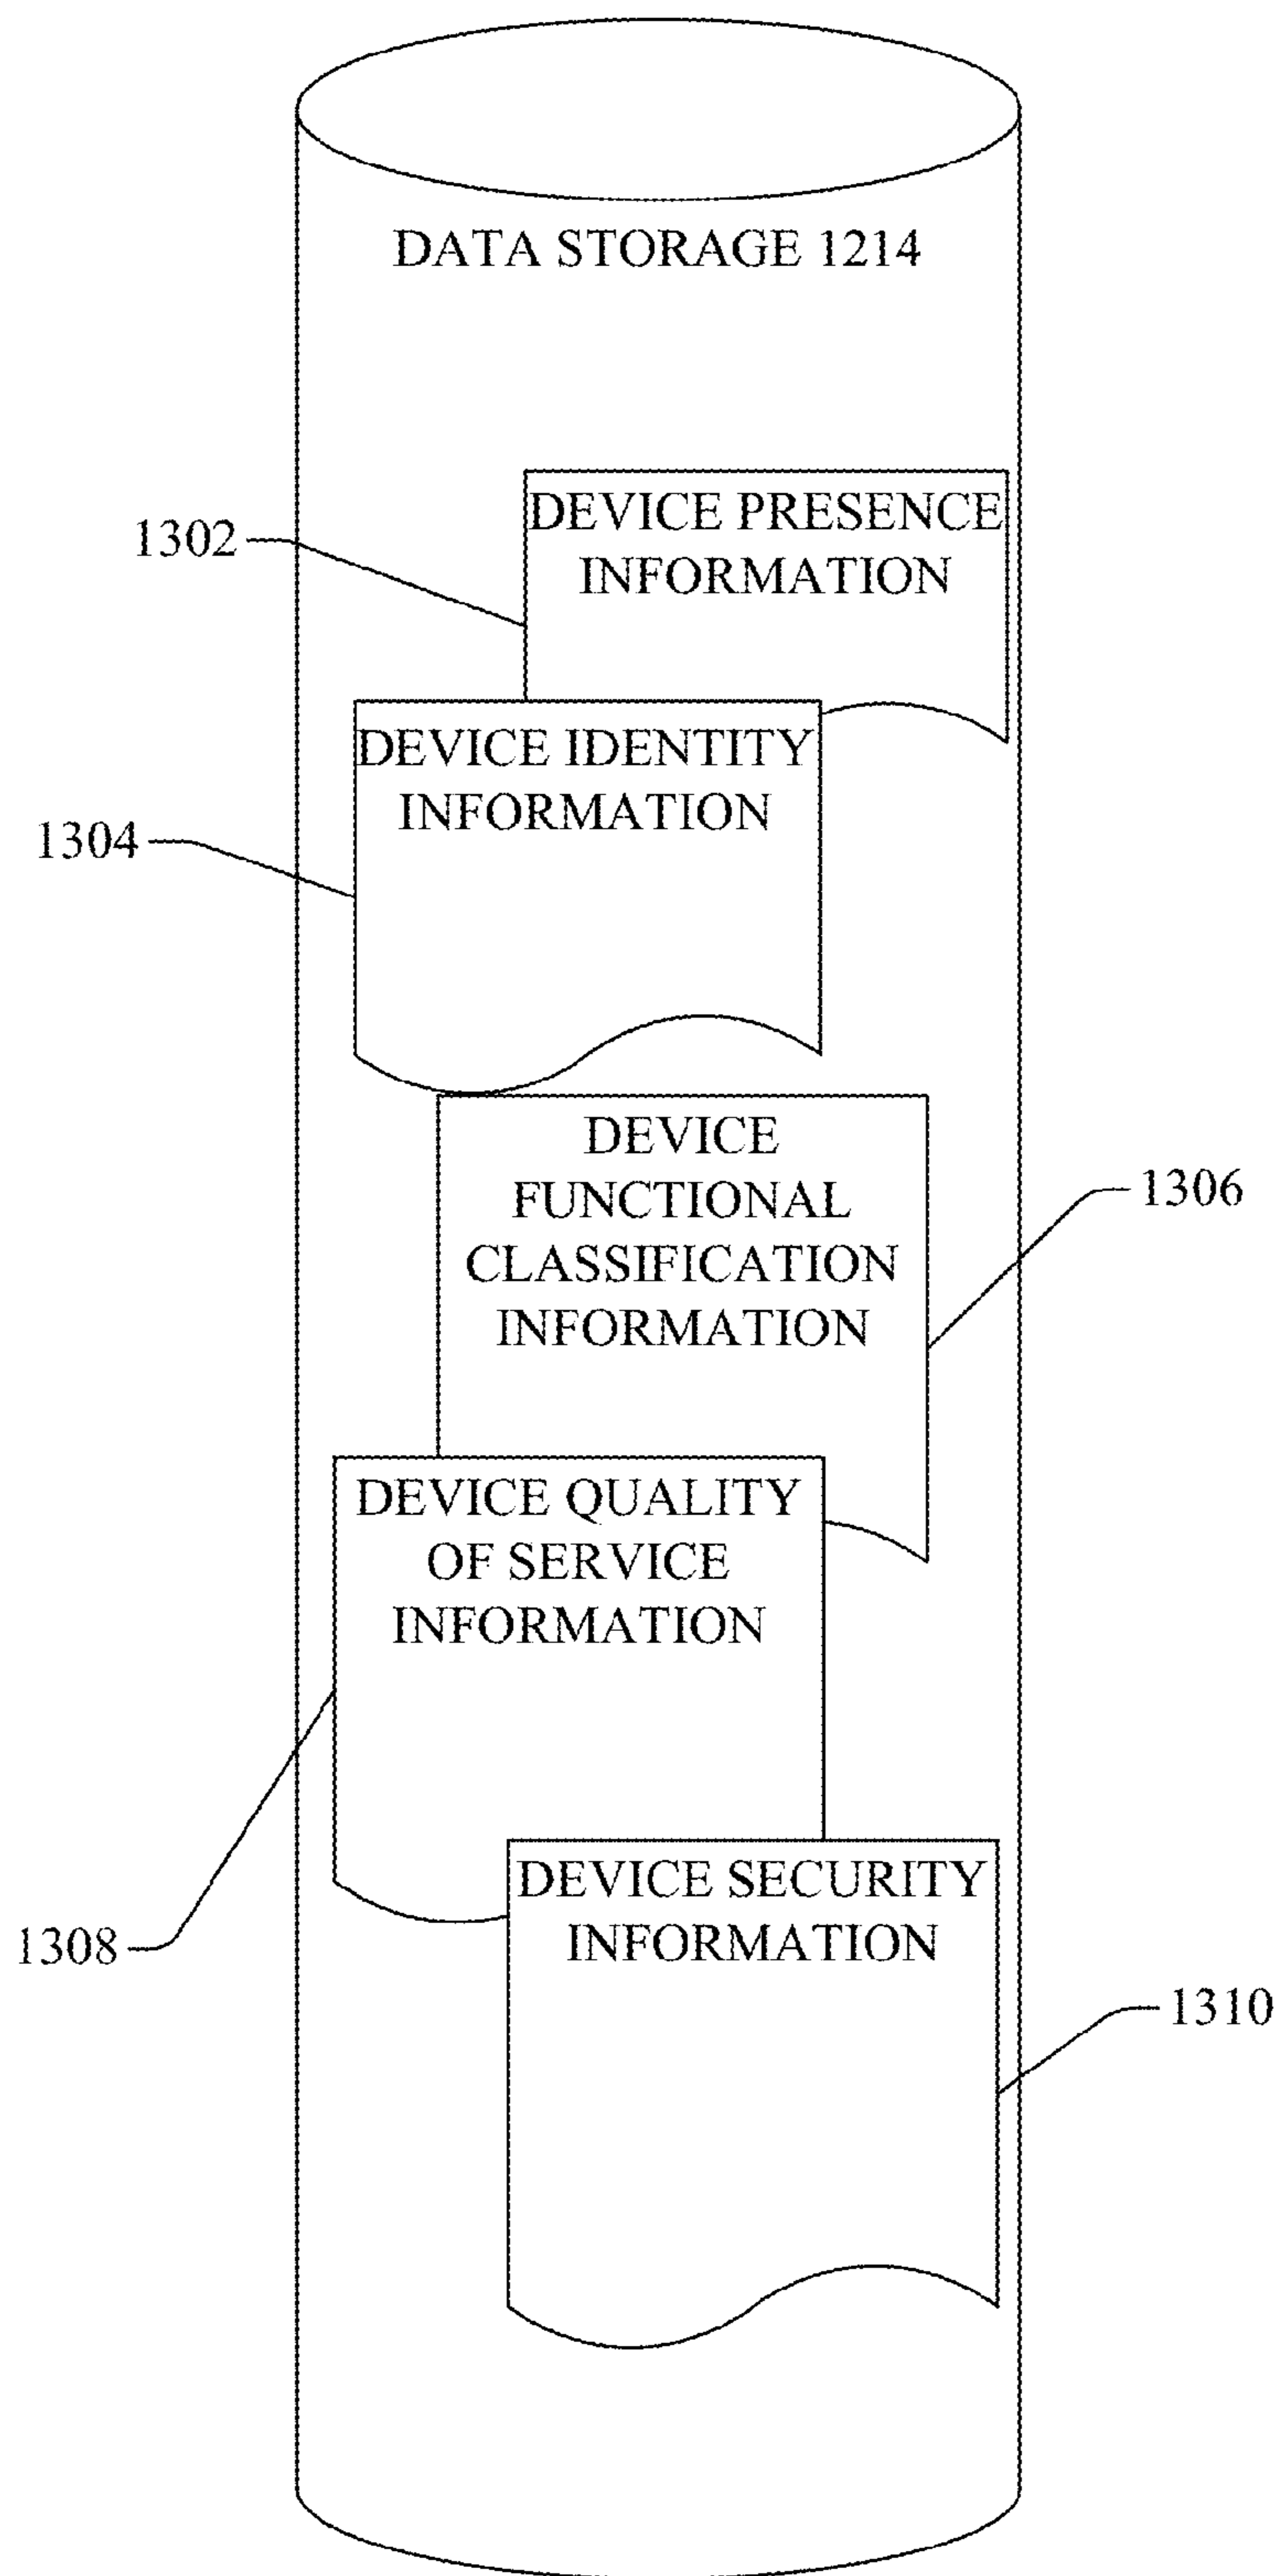 DATA STORAGE 1214
DEVICE PRESENCE
INFORMATION
1302
DEVICE IDENTITY
INFORMATION
1304
DEVICE
FUNCTIONAL
CLASSIFICATION
INFORMATION
1306
DEVICE QUALITY
OF SERVICE
INFORMATION
1308
DEVICE SECURITY
INFORMATION
1310